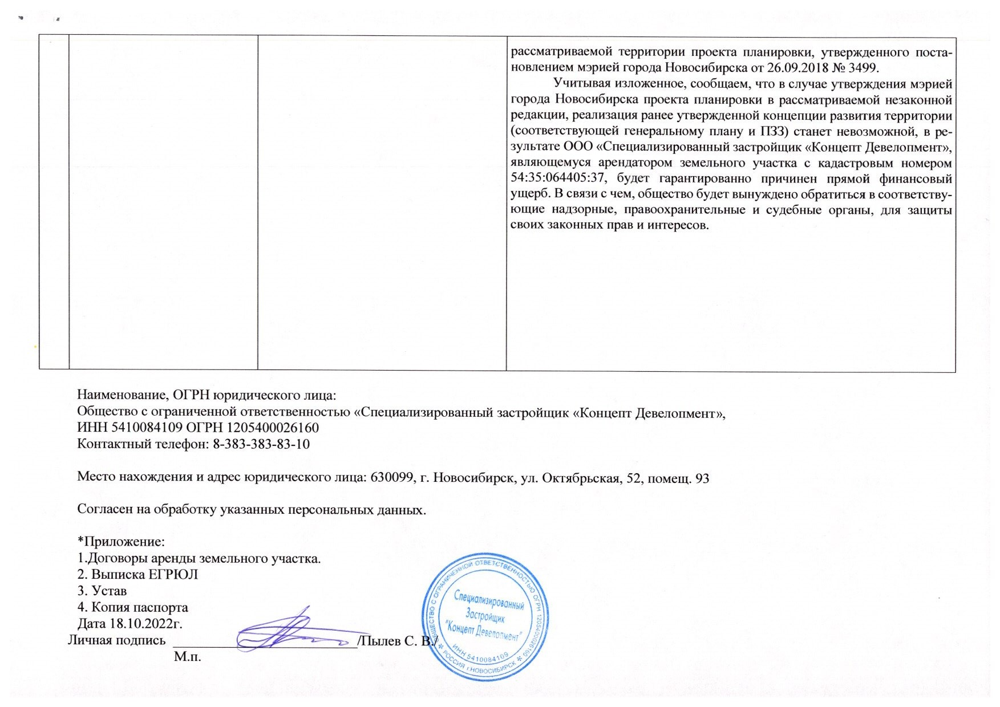 рассматриваемой территории проекта планировки, утвержденного поста-
новлением мэрией города Новосибирска от 26.09.2018 № 3499.
Учитывая изложенное, сообщаем, что в случае утверждения мэрией
города Новосибирска проекта планировки в рассматриваемой незаконной
редакции, реализация ранее утвержденной концепции развития территории
(соответствующей генеральному плану и ПЗЗ) станет невозможной, в ре-
зультате ООО «Специализированный застройщик «Концепт Девелопмент»,
являющемуся арендатором земельного участка с кадастровым номером
54:35:064405:37, будет гарантированно причинен прямой финансовый
ущерб. В связи с чем, общество будет вынуждено обратиться в соответству-
ющие надзорные, правоохранительные и судебные органы, для защиты
своих законных прав и интересов.
Наименование, ОГРН юридического лица:
Общество с ограниченной ответственностью «Специализированный застройщик «Концепт Девелопмент»,
ИНН 5410084109 ОГРН 1205400026160
Контактный телефон: 8-383-383-83-10
Место нахождения и адрес юридического лица: 630099, г. Новосибирск, ул. Октябрьская, 52, помещ. 93
Согласен на обработку указанных персональных данных.
*Приложение:
1.Договоры аренды земельного участка.
2. Выписка ЕГРЮЛ
3. Устав
4. Копия паспорта
Дата 18.10.2022г.
Личная подпись /Пылев С. В./
М.п.
ОБЩЕСТВО С ОГРАНИЧЕННОЙ ОТВЕТСТВЕННОСТЬЮ ОГРН 1205400026160
Специализированный
Застройщик
"Концепт Девелопмент"
ИНН 5410084109
* РОССИЯ г.НОВОСИБИРСК *